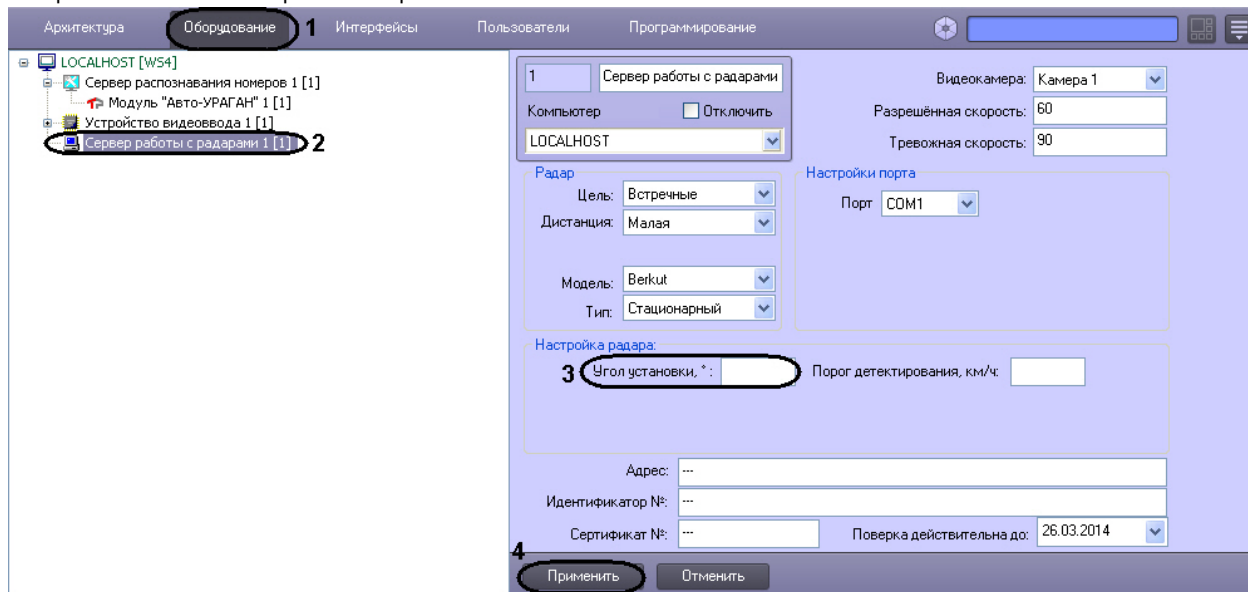 Архитектура Оборудование 1 Интерфейсы Пользователи Программирование
LOCALHOST [WS4]
Сервер распознавания номеров 1 [1]
Модуль "Авто-УРАГАН" 1 [1]
Устройство видеоввода 1 [1]
Сервер работы с радарами 1 [1] 2
1 Сервер работы с радарами
Компьютер Отключить
LOCALHOST
Видеокамера: Камера 1
Разрешённая скорость: 60
Тревожная скорость: 90
Радар
Цель: Встречные
Дистанция: Малая
Модель: Berkut
Тип: Стационарный
Настройки порта
Порт COM1
Настройка радара:
3 Угол установки, ° : Порог детектирования, км/ч:
Адрес: ---
Идентификатор №: ---
Сертификат №: --- Поверка действительна до: 26.03.2014
4
Применить Отменить